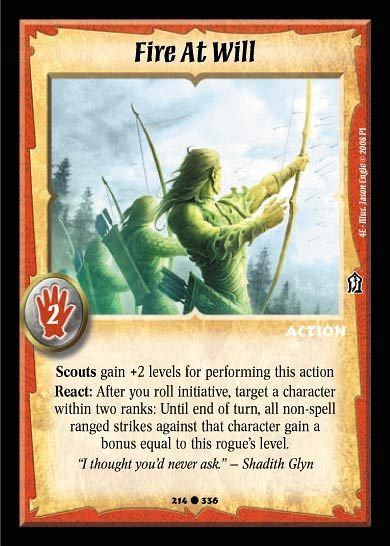 Fire At Will
4E • Illus. Jason Engle © 2008 P1
2
ACTION
Scouts gain +2 levels for performing this action
React: After you roll initiative, target a character
within two ranks: Until end of turn, all non-spell
ranged strikes against that character gain a
bonus equal to this rogue's level.
"I thought you'd never ask." – Shadith Glyn
214 ● 336